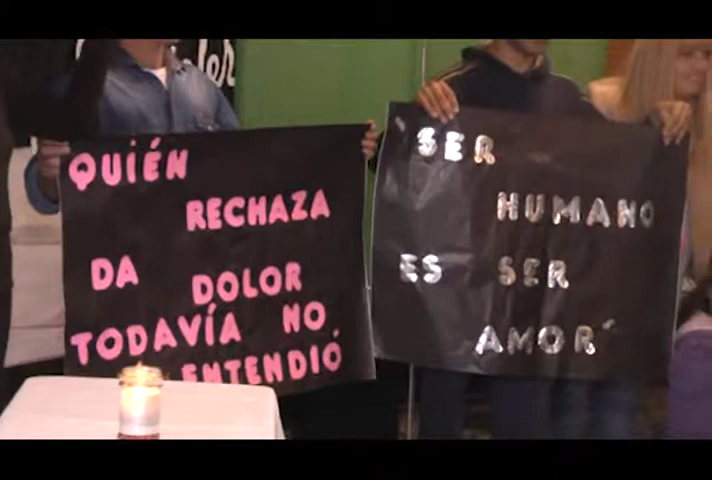 QUIÉN
RECHAZA
DA DOLOR
TODAVÍA NO
ENTENDIÓ
SER
HUMANO
ES SER
AMOR